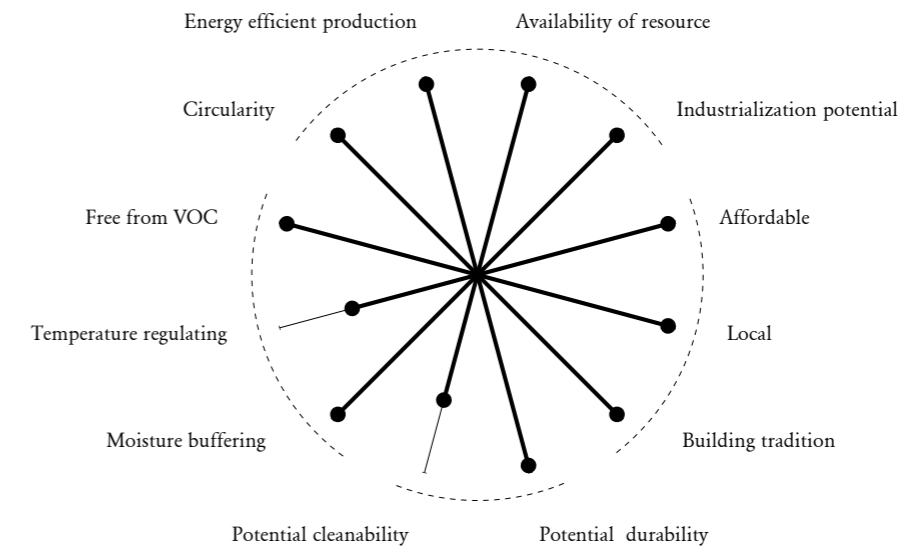 Energy efficient production
Availability of resource
Circularity
Industrialization potential
Free from VOC
Affordable
Temperature regulating
Local
Moisture buffering
Building tradition
Potential cleanability
Potential  durability